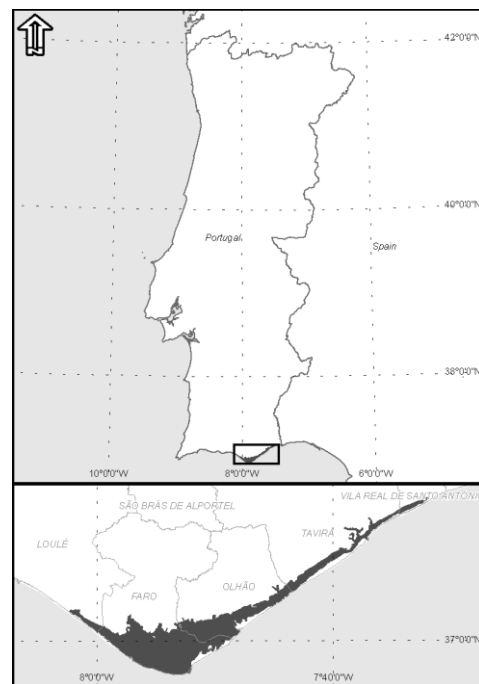 42°0'0"N
40°0'0"N
Portugal
Spain
38°0'0"N
10°0'0"W
8°0'0"W
6°0'0"W
VILA REAL DE SANTO ANTÓNIO
SÃO BRÁS DE ALPORTEL
TAVIRA
LOULÉ
OLHÃO
FARO
37°0'0"N
8°0'0"W
7°40'0"W